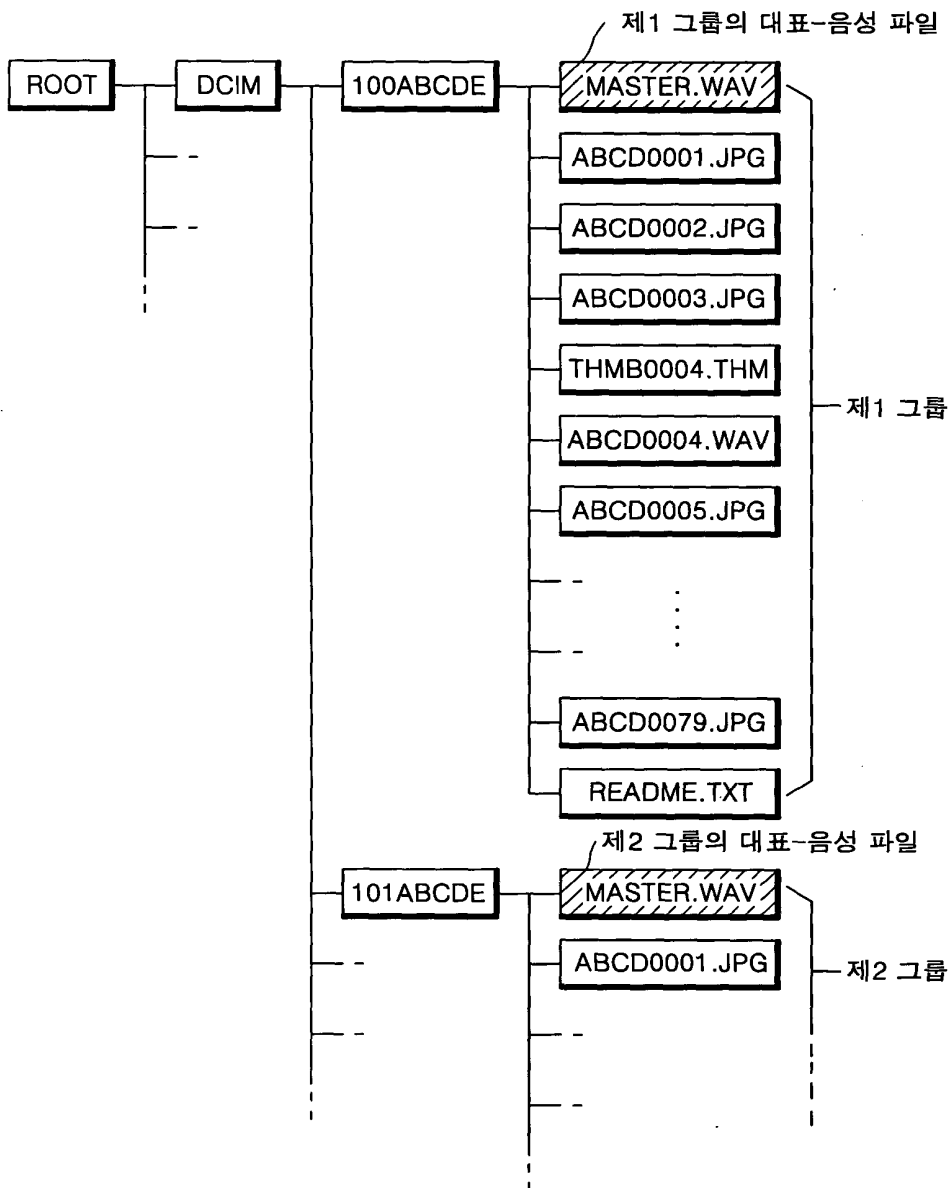 제1 그룹의 대표-음성 파일
ROOT
DCIM
100ABCDE
MASTER.WAV
ABCD0001.JPG
ABCD0002.JPG
ABCD0003.JPG
THMB0004.THM
제1 그룹
ABCD0004.WAV
ABCD0005.JPG
ABCD0079.JPG
README.TXT
제2 그룹의 대표-음성 파일
101ABCDE
MASTER.WAV
ABCD0001.JPG
제2 그룹